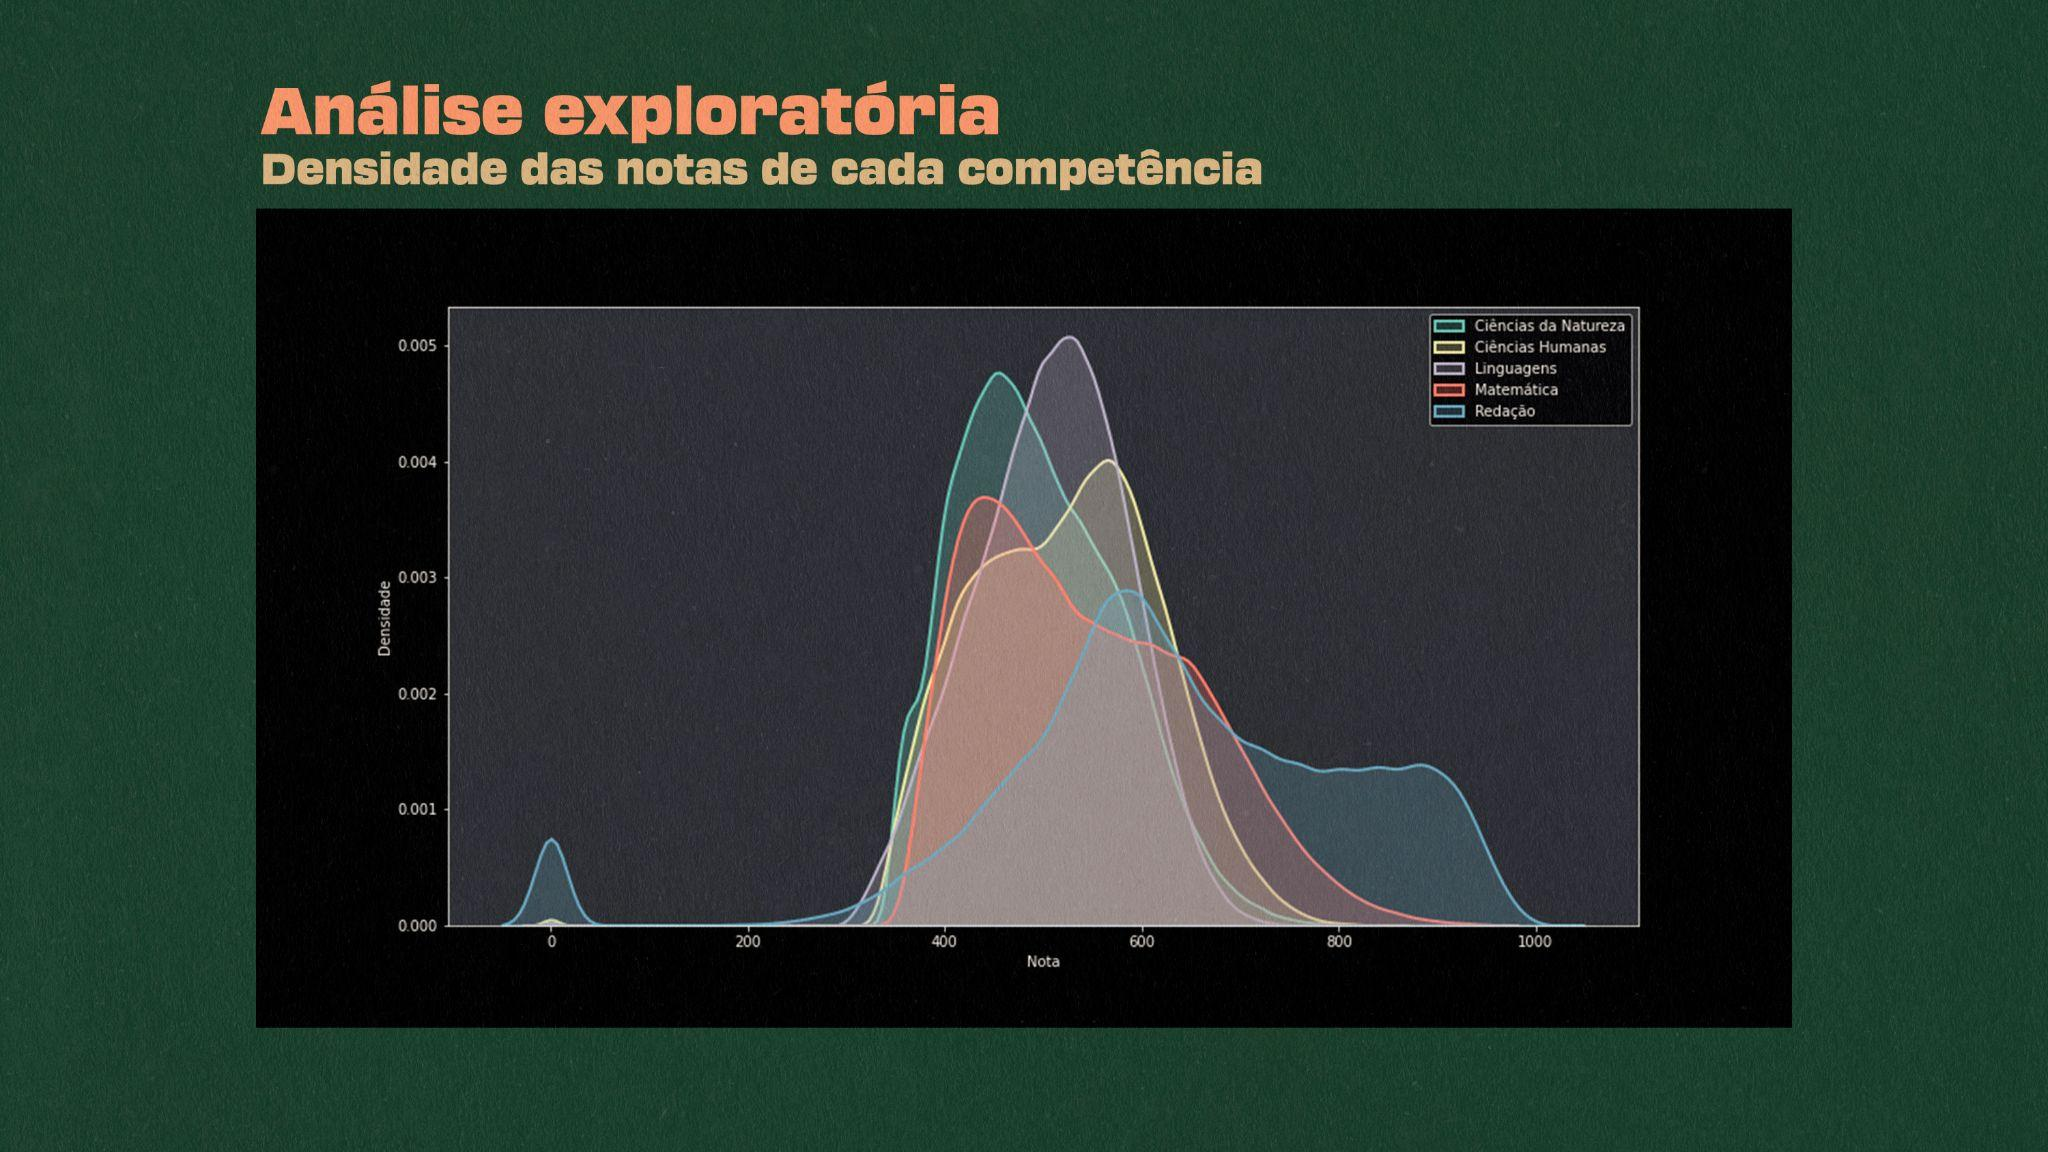 Análise exploratória
Densidade das notas de cada competência
Ciências da Natureza
Ciências Humanas
Linguagens
Matemática
Redação
0.005
0.004
0.003
0.002
0.001
0.000
Densidade
0
200
400
600
800
1000
Nota